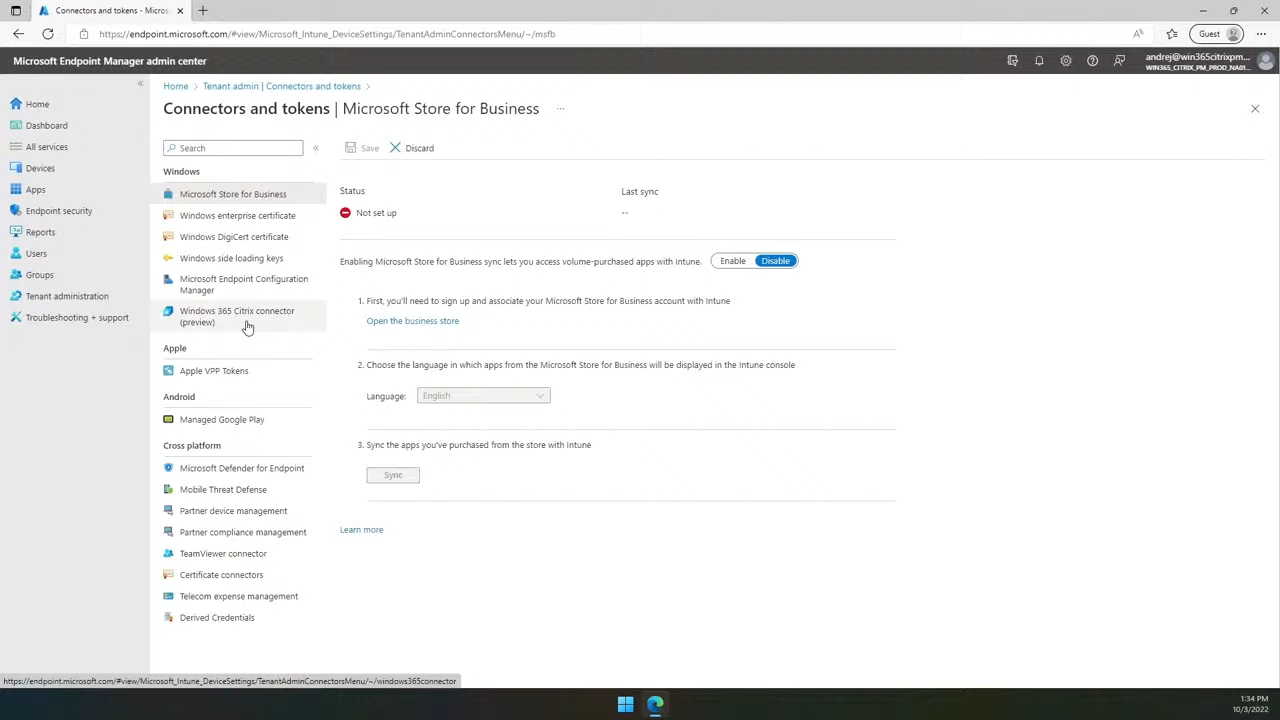 Connectors and tokens - Micros
https://endpoint.microsoft.com/#view/Microsoft_Intune_DeviceSettings/TenantAdminConnectorsMenu/~/msfb
Guest
Microsoft Endpoint Manager admin center
andrej@win365citrixpm...
WIN365_CITRIX_PM_PROD_NA01...
Home
Dashboard
All services
Devices
Apps
Endpoint security
Reports
Users
Groups
Tenant administration
Troubleshooting + support
Home > Tenant admin | Connectors and tokens >
Connectors and tokens | Microsoft Store for Business ...
Search
Windows
Microsoft Store for Business
Windows enterprise certificate
Windows DigiCert certificate
Windows side loading keys
Microsoft Endpoint Configuration
Manager
Windows 365 Citrix connector
(preview)
Apple
Apple VPP Tokens
Android
Managed Google Play
Cross platform
Microsoft Defender for Endpoint
Mobile Threat Defense
Partner device management
Partner compliance management
TeamViewer connector
Certificate connectors
Telecom expense management
Derived Credentials
Save Discard
Status Last sync
Not set up --
Enabling Microsoft Store for Business sync lets you access volume-purchased apps with Intune. Enable Disable
1. First, you'll need to sign up and associate your Microsoft Store for Business account with Intune
Open the business store
2. Choose the language in which apps from the Microsoft Store for Business will be displayed in the Intune console
Language: English
3. Sync the apps you've purchased from the store with Intune
Sync
Learn more
https://endpoint.microsoft.com/#view/Microsoft_Intune_DeviceSettings/TenantAdminConnectorsMenu/~/windows365connector
1:34 PM
10/3/2022